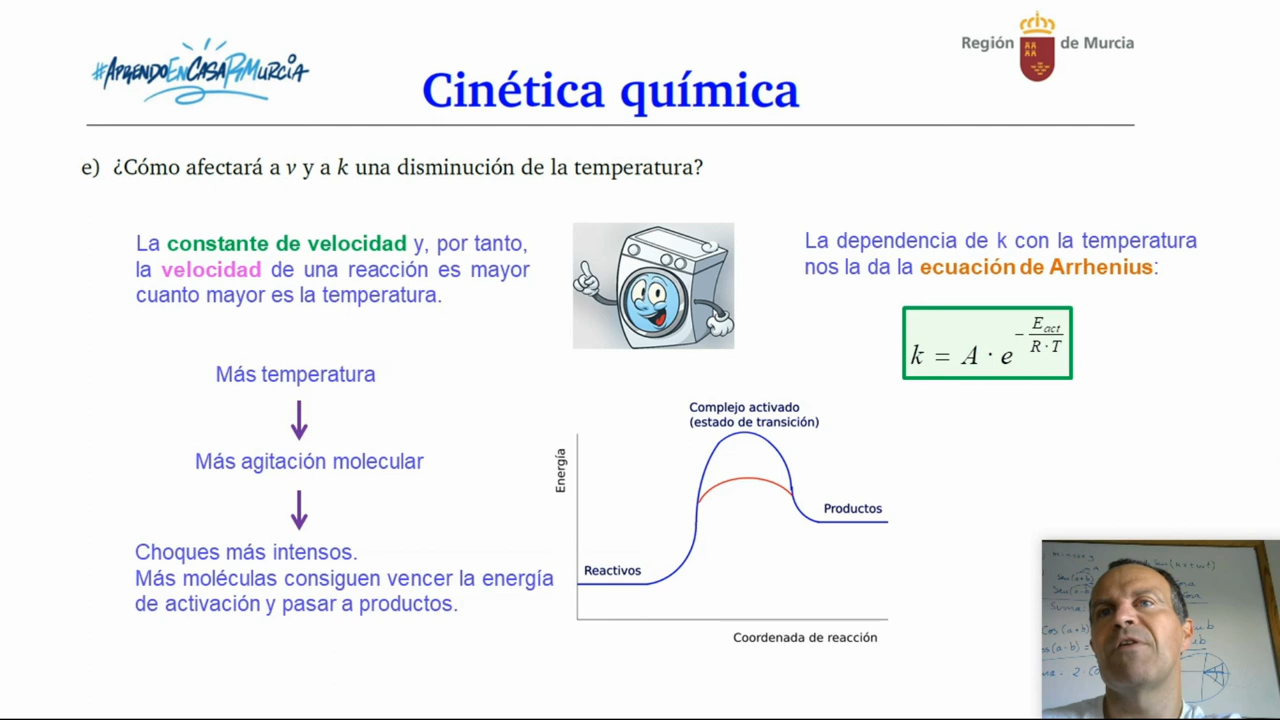 #APRENDOENCASARMURCIA
Región de Murcia
Cinética química
e) ¿Cómo afectará a v y a k una disminución de la temperatura?
La constante de velocidad y, por tanto,
la velocidad de una reacción es mayor
cuanto mayor es la temperatura.
La dependencia de k con la temperatura
nos la da la ecuación de Arrhenius:
k = A · e^(-E_act / (R · T))
Más temperatura
Más agitación molecular
Choques más intensos.
Más moléculas consiguen vencer la energía
de activación y pasar a productos.
Complejo activado
(estado de transición)
Energía
Productos
Reactivos
Coordenada de reacción